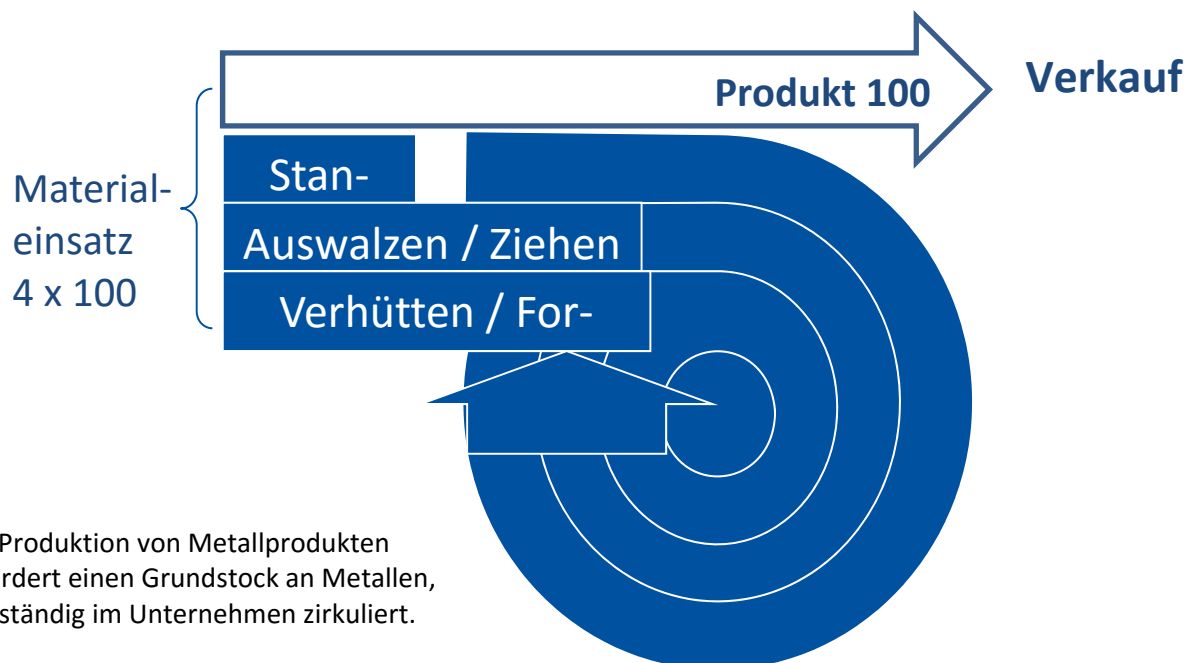 Verkauf
Produkt 100
Material-
einsatz
4 x 100
Stan-
Auswalzen / Ziehen
Verhütten / For-
Produktion von Metallprodukten
rdert einen Grundstock an Metallen,
ständig im Unternehmen zirkuliert.